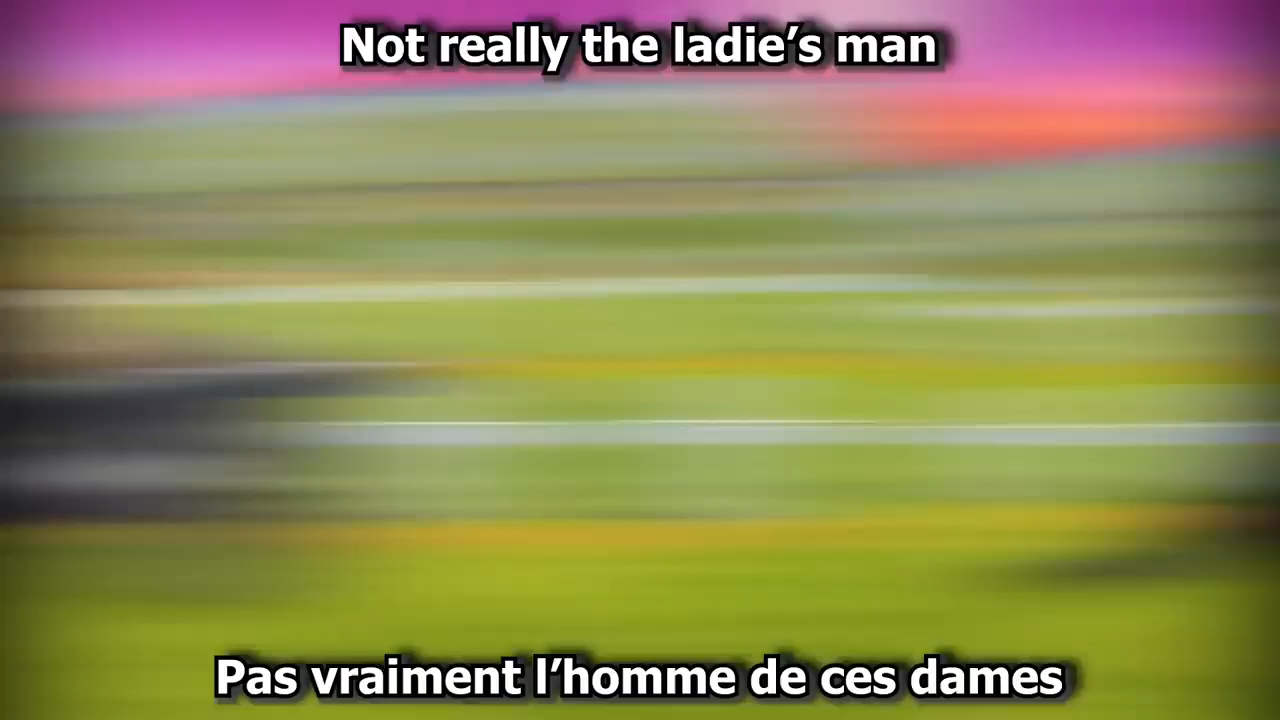 Not really the ladie’s man
Pas vraiment l’homme de ces dames